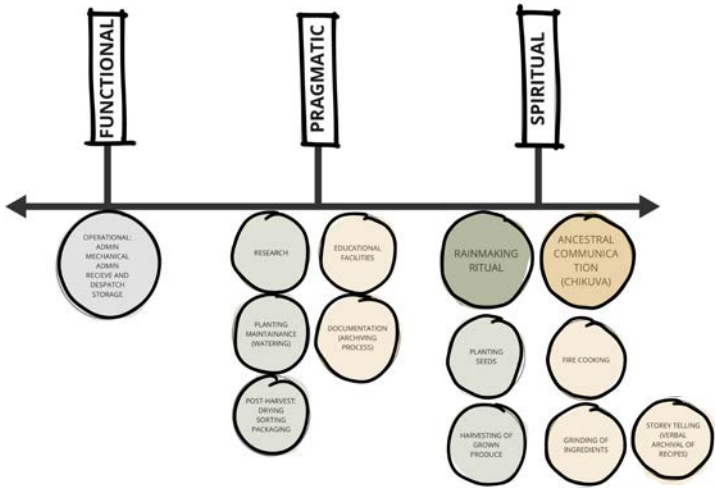 FUNCTIONAL
PRAGMATIC
SPIRITUAL
OPERATIONAL:
ADMIN
MECHANICAL
ADMIN
RECIEVE AND
DESPATCH
STORAGE
RESEARCH
EDUCATIONAL
FACILITIES
PLANTING
MAINTAINANCE
(WATERING)
DOCUMENTATION
(ARCHIVING
PROCESS)
POST-HARVEST:
DRYING
SORTING
PACKAGING
RAINMAKING
RITUAL
ANCESTRAL
COMMUNICA
TION
(CHIKUVA)
PLANTING
SEEDS
FIRE COOKING
HARVESTING OF
GROWN
PRODUCE
GRINDING OF
INGREDIENTS
STOREY TELLING
(VERBAL
ARCHIVAL OF
RECIPES)